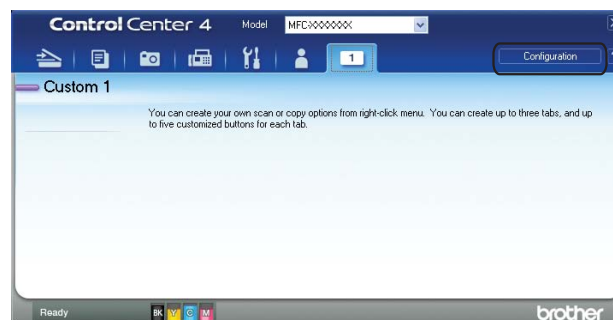 Control Center 4 Model MFC-XXXXXXX
1 Configuration
Custom 1
You can create your own scan or copy options from right-click menu. You can create up to three tabs, and up
to five customized buttons for each tab.
Ready BK Y C M brother